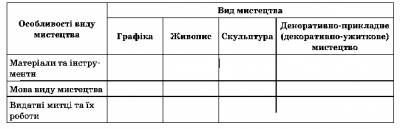 Особливості виду
мистецтва
Вид мистецтва
Графіка
Живопис
Скульптура
Декоративно-прикладне
(декоративно-ужиткове)
мистецтво
Матеріали та інстру-
менти
Мова виду мистецтва
Видатні митці та їх
роботи